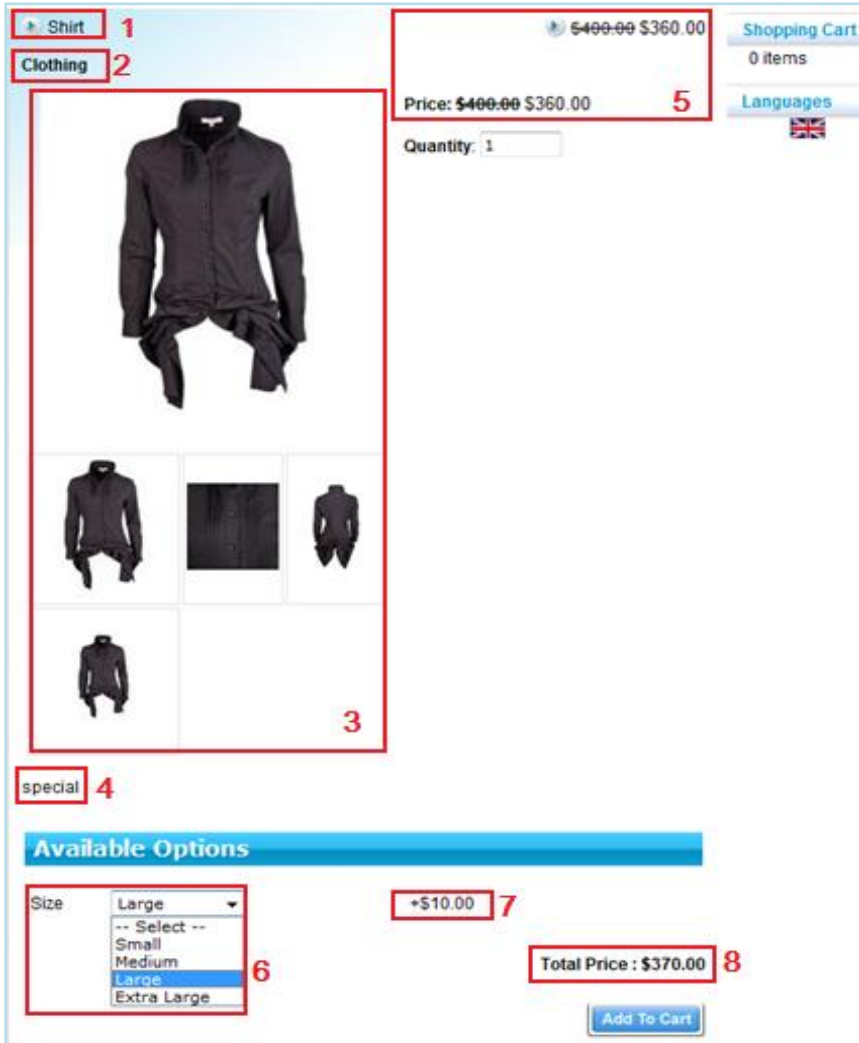 Shirt 1
Clothing 2
$400.00 $360.00
Price: $400.00 $360.00 5
Quantity: 1
Shopping Cart
0 items
Languages
3
special 4
Available Options
Size Large +$10.00 7
-- Select --
Small
Medium
Large
Extra Large
6
Total Price : $370.00 8
Add To Cart